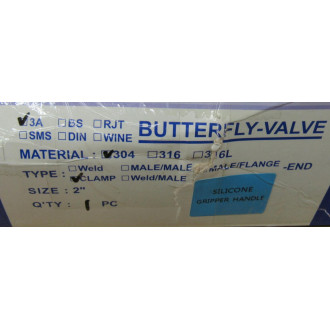 3A BS RJT
SMS DIN WINE
BUTTERFLY-VALVE
MATERIAL: 304 316 316L
TYPE: Weld MALE/MALE MALE/FLANGE -END
CLAMP Weld/MALE
SIZE: 2"
Q'TY: 1 PC
SILICONE
GRIPPER HANDLY